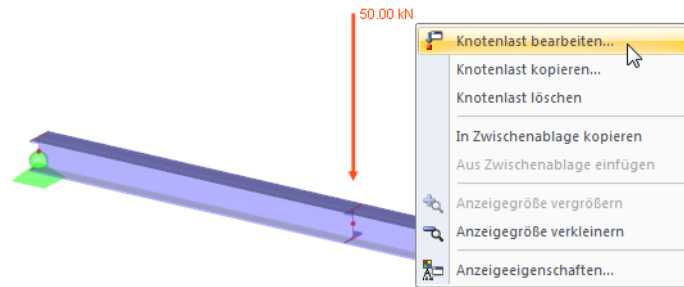 50.00 kN
Knotenlast bearbeiten...
Knotenlast kopieren...
Knotenlast löschen
In Zwischenablage kopieren
Aus Zwischenablage einfügen
Anzeigegröße vergrößern
Anzeigegröße verkleinern
Anzeigeeigenschaften...